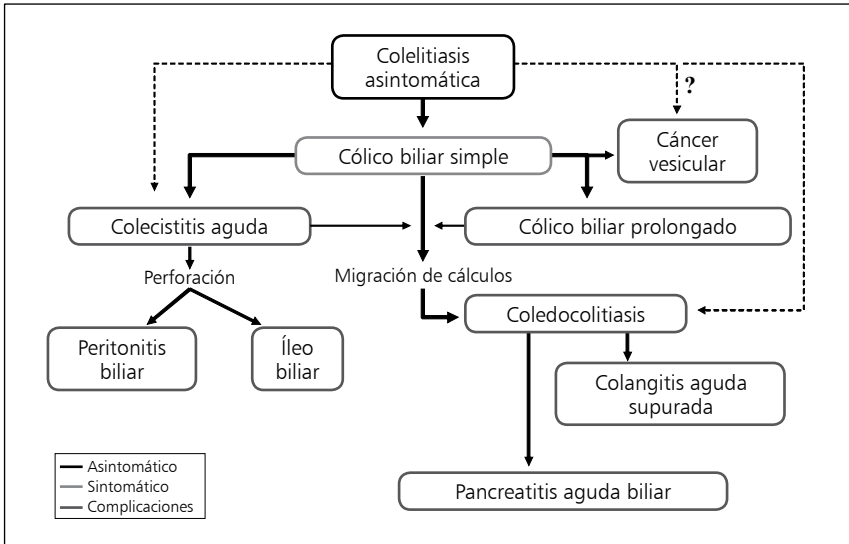 Colelitiasis
asintomática
?
Cáncer
vesicular
Cólico biliar simple
Colecistitis aguda
Cólico biliar prolongado
Perforación
Migración de cálculos
Coledocolitiasis
Peritonitis
biliar
Íleo
biliar
Colangitis aguda
supurada
Pancreatitis aguda biliar
Asintomático
Sintomático
Complicaciones